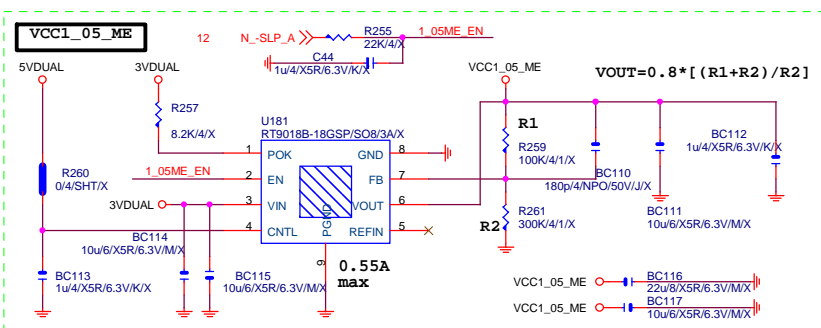 VCC1_05_ME
12 N_-SLP_A
R255
22K/4/X
1_05ME_EN
C44
1u/4/X5R/6.3V/K/X
5VDUAL
3VDUAL
VCC1_05_ME
VOUT=0.8*[(R1+R2)/R2]
R257
8.2K/4/X
U181
RT9018B-18GSP/SO8/3A/X
R1
R259
100K/4/1/X
BC112
1u/4/X5R/6.3V/K/X
1 POK GND 8
1_05ME_EN
2 EN FB 7
BC110
180p/4/NPO/50V/J/X
R260
0/4/SHT/X
3VDUAL
3 VIN VOUT 6
4 CNTL REFIN 5
PGND
9
R2
R261
300K/4/1/X
BC111
10u/6/X5R/6.3V/M/X
BC114
10u/6/X5R/6.3V/M/X
BC113
1u/4/X5R/6.3V/K/X
BC115
10u/6/X5R/6.3V/M/X
0.55A
max
VCC1_05_ME
BC116
22u/8/X5R/6.3V/M/X
VCC1_05_ME
BC117
10u/6/X5R/6.3V/M/X